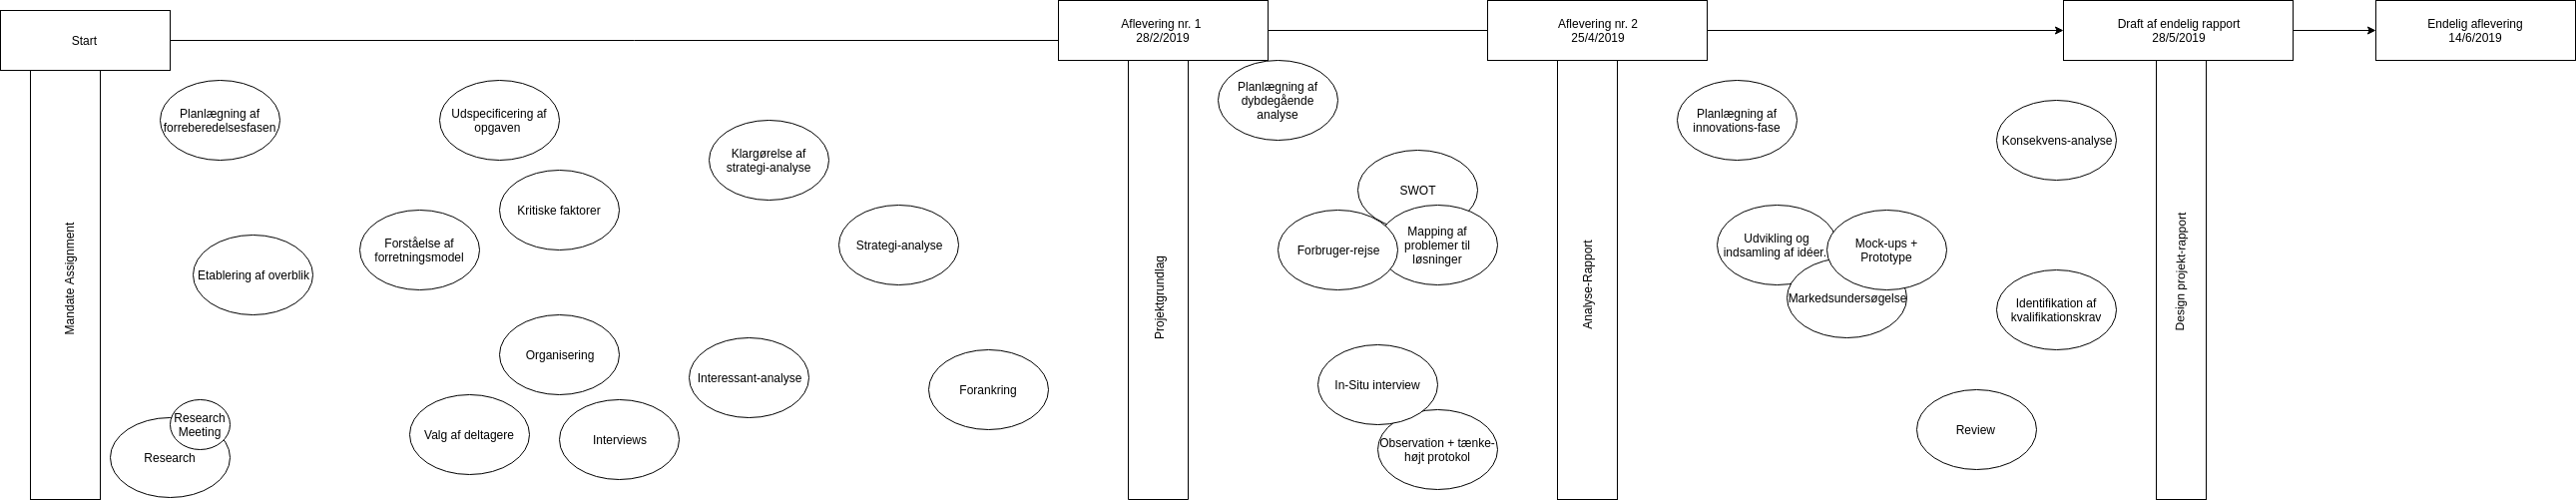 Start
Aflevering nr. 1
28/2/2019
Aflevering nr. 2
25/4/2019
Draft af endelig rapport
28/5/2019
Endelig aflevering
14/6/2019
Mandate Assignment
Planlægning af
forreberedelsesfasen
Etablering af overblik
Research
Meeting
Research
Udspecificering af
opgaven
Kritiske faktorer
Forståelse af
forretningsmodel
Organisering
Valg af deltagere
Interviews
Klargørelse af
strategi-analyse
Strategi-analyse
Interessant-analyse
Forankring
Projektgrundlag
Planlægning af
dybdegående
analyse
SWOT
Forbruger-rejse
Mapping af
problemer til
løsninger
In-Situ interview
Observation + tænke-
højt protokol
Analyse-Rapport
Planlægning af
innovations-fase
Udvikling og
indsamling af idéer.
Mock-ups +
Prototype
Markedsundersøgelse
Konsekvens-analyse
Identifikation af
kvalifikationskrav
Review
Design projekt-rapport